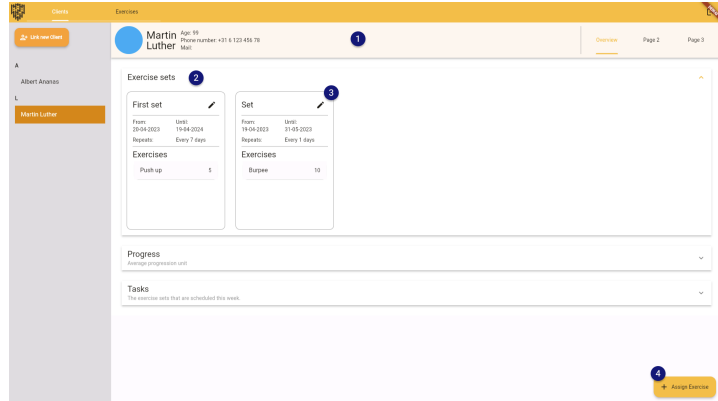 Clients
Exercises
Link new Client
A
Albert Ananas
L
Martin Luther
Martin Luther
Age: 99
Phone number: +31 6 123 456 78
Mail:
1
Overview
Page 2
Page 3
Exercise sets
2
First set
From:
Until:
20-04-2023
19-04-2024
Repeats:
Every 7 days
Exercises
Push up
5
3
Set
From:
Until:
19-04-2023
31-05-2023
Repeats:
Every 1 days
Exercises
Burpee
10
Progress
Average progression unit
Tasks
The exercise sets that are scheduled this week.
4
+ Assign Exercise